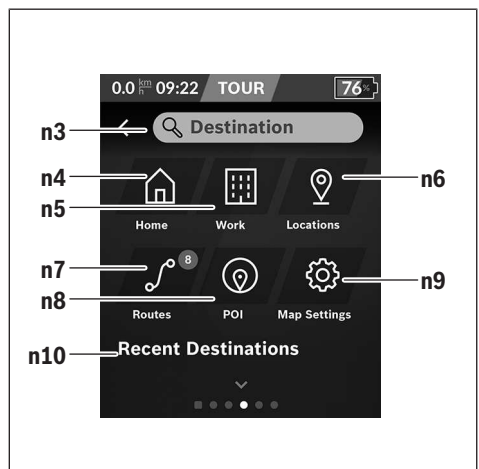 0.0 km/h 09:22 TOUR 76%
n3 Destination
n4
n5
n6
Home Work Locations
n7
8
n8
n9
Routes POI Map Settings
n10
Recent Destinations